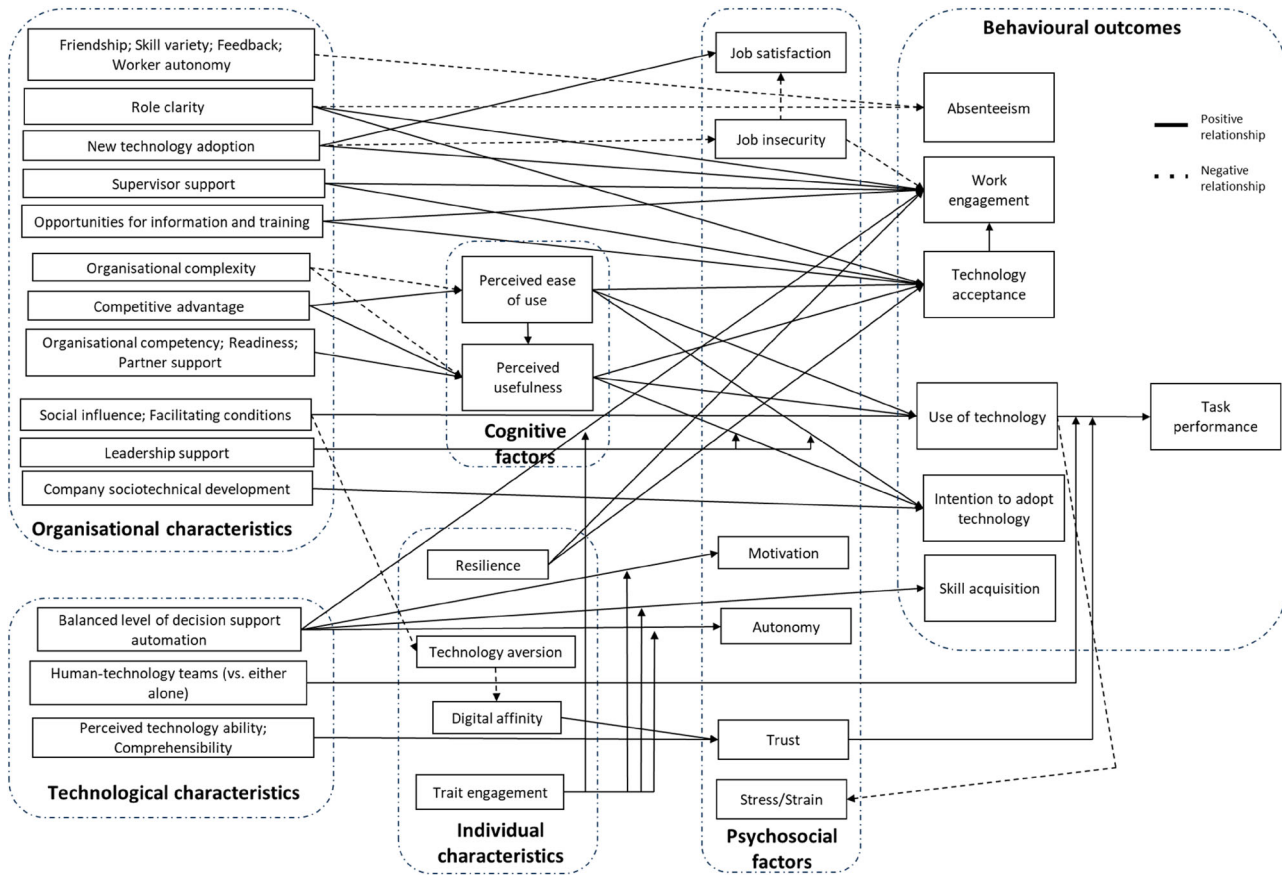 Friendship; Skill variety; Feedback;
Worker autonomy
Role clarity
New technology adoption
Supervisor support
Opportunities for information and training
Organisational complexity
Competitive advantage
Organisational competency; Readiness;
Partner support
Social influence; Facilitating conditions
Leadership support
Company sociotechnical development
Organisational characteristics
Balanced level of decision support
automation
Human-technology teams (vs. either
alone)
Perceived technology ability;
Comprehensibility
Technological characteristics
Perceived ease
of use
Perceived
usefulness
Cognitive
factors
Resilience
Technology aversion
Digital affinity
Trait engagement
Individual
characteristics
Job satisfaction
Job insecurity
Motivation
Autonomy
Trust
Stress/Strain
Psychosocial
factors
Behavioural outcomes
Absenteeism
Work
engagement
Technology
acceptance
Use of technology
Intention to adopt
technology
Skill acquisition
Task
performance
Positive
relationship
Negative
relationship